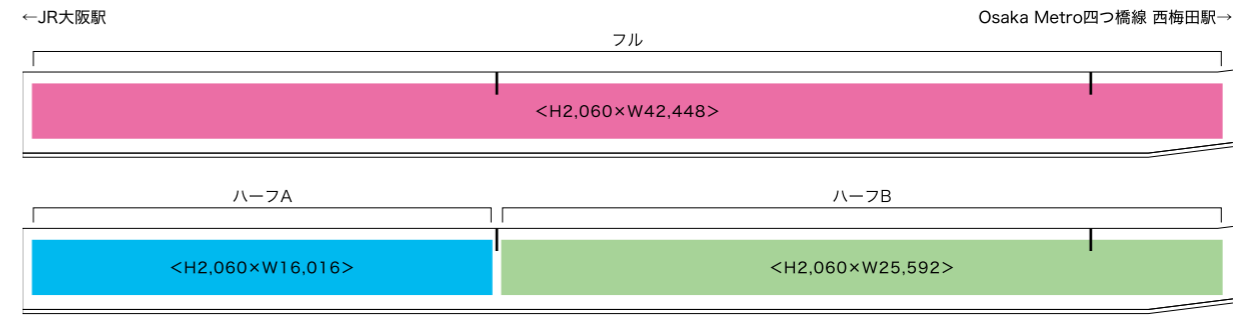 ←JR大阪駅
Osaka Metro四つ橋線 西梅田駅→
フル
<H2,060×W42,448>
ハーフA
ハーフB
<H2,060×W16,016>
<H2,060×W25,592>